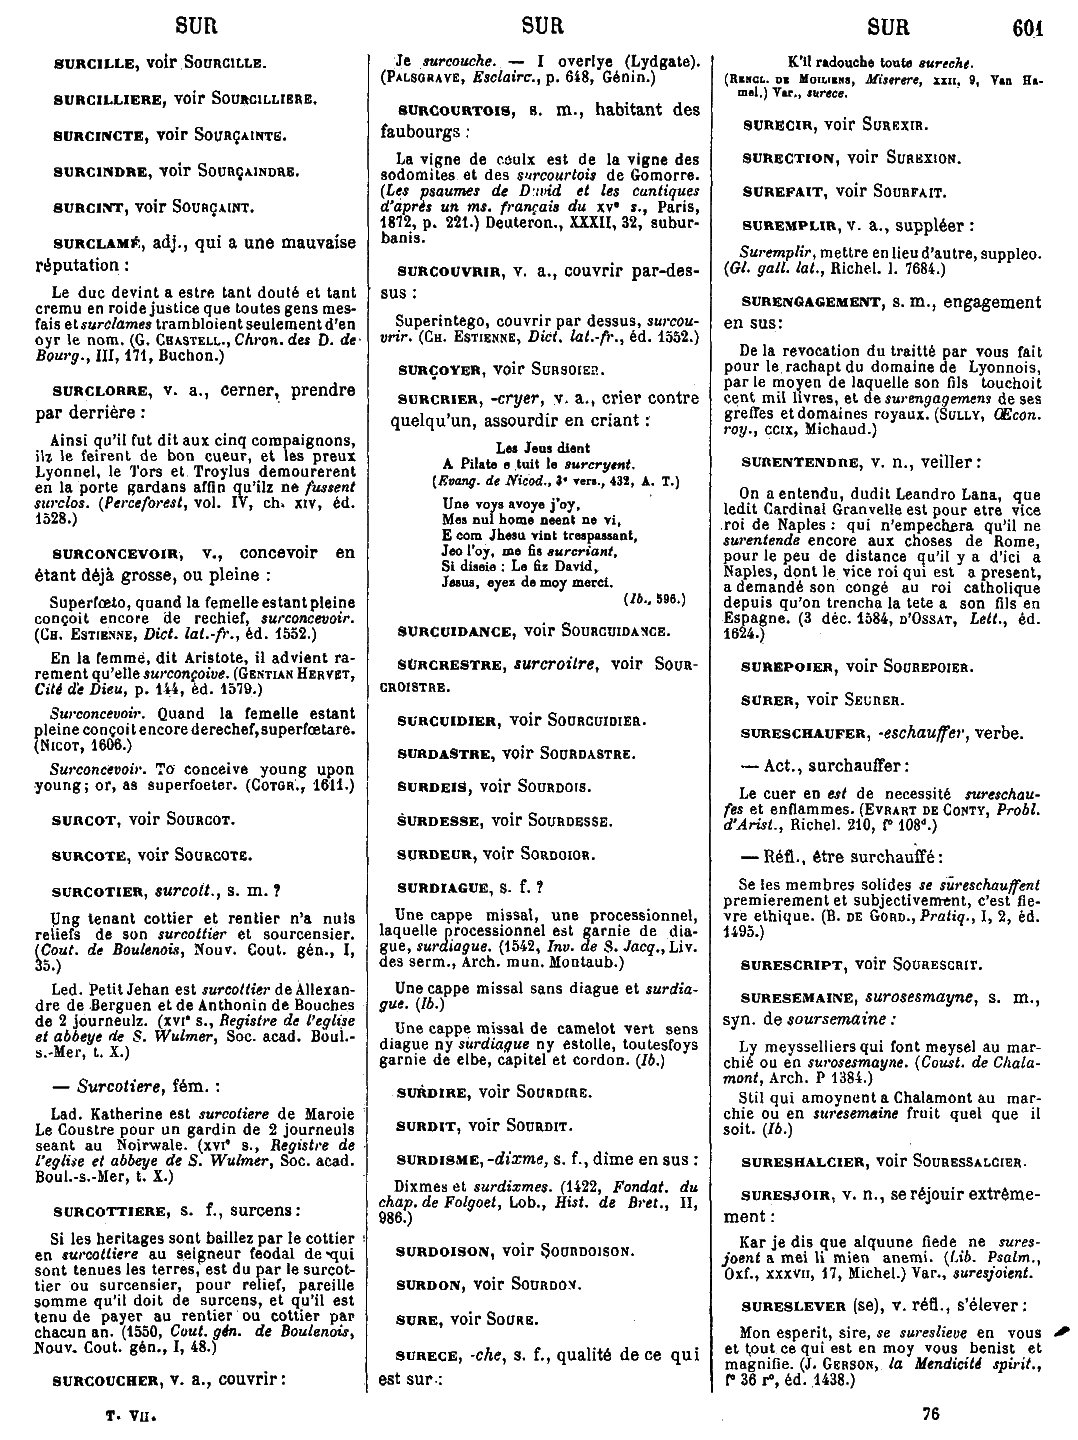 SUR
SUR
SUR
601
SURCILLE, voir SOURCILLE.
SURCILLIERE, voir SOURCILLIERE.
SURCINCTE, voir SOURÇAINTE.
SURCINDRE, voir SOURÇAINDRE.
SURCINT, voir SOURÇAINT.
SURCLAMÉ, adj., qui a une mauvaise
réputation :
Le duc devint a estre tant douté et tant
cremu en roide justice que toutes gens mes-
fais et surclames trambloient seulement d'en
oyr le nom. (G. CHASTELL., Chron. des D. de
Bourg., III, 171, Buchon.)
SURCLORRE, v. a., cerner, prendre
par derrière :
Ainsi qu'il fut dit aux cinq compaignons,
ilz le feirent de bon cueur, et les preux
Lyonnel, le Tors et Troylus demourerent
en la porte gardans affin qu'ilz ne fussent
surclos. (Perceforest, vol. IV, ch. XIV, éd.
1528.)
SURCONCEVOIR, v., concevoir en
étant déjà grosse, ou pleine :
Superfœto, quand la femelle estant pleine
conçoit encore de rechief, surconcevoir.
(CH. ESTIENNE, Dict. lat.-fr., éd. 1552.)
En la femme, dit Aristote, il advient ra-
rement qu'elle surconçoive. (GENTIAN HERVET,
Cité de Dieu, p. 144, éd. 1579.)
Surconcevoir. Quand la femelle estant
pleine conçoit encore derechef, superfœtare.
(NICOT, 1606.)
Surconcevoir. To conceive young upon
young; or, as superfoeter. (COTGR., 1611.)
SURCOT, voir SOURCOT.
SURCOTE, voir SOURCOTE.
SURCOTIER, surcott., s. m. ?
Ung tenant cottier et rentier n'a nuls
reliefs de son surcottier et sourcensier.
(Cout. de Boulenois, Nouv. Cout. gén., I,
35.)
Led. Petit Jehan est surcottier de Allexan-
dre de Berguen et de Anthonin de Bouches
de 2 journeulz. (XVIe s., Registre de l'eglise
et abbeye de S. Wulmer, Soc. acad. Boul.-
s.-Mer, t. X.)
— Surcotiere, fém. :
Lad. Katherine est surcotiere de Maroie
Le Coustre pour un gardin de 2 journeuls
seant au Noirwale. (XVIe s., Registre de
l'eglise et abbeye de S. Wulmer, Soc. acad.
Boul.-s.-Mer, t. X.)
SURCOTTIERE, s. f., surcens :
Si les heritages sont baillez par le cottier
en surcottiere au seigneur feodal de qui
sont tenues les terres, est du par le surcot-
tier ou surcensier, pour relief, pareille
somme qu'il doit de surcens, et qu'il est
tenu de payer au rentier ou cottier par
chacun an. (1550, Cout. gén. de Boulenois,
Nouv. Cout. gén., I, 48.)
SURCOUCHER, v. a., couvrir :
T. VII.
Je surcouche. — I overlye (Lydgate).
(PALSGRAVE, Esclairc., p. 648, Génin.)
SURCOURTOIS, s. m., habitant des
faubourgs :
La vigne de ceulx est de la vigne des
sodomites et des surcourtois de Gomorre.
(Les psaumes de David et les cantiques
d'après un ms. français du XVe s., Paris,
1872, p. 221.) Deuteron., XXXII, 32, subur-
banis.
SURCOUVRIR, v. a., couvrir par-des-
sus :
Superintego, couvrir par dessus, surcou-
vrir. (CH. ESTIENNE, Dict. lat.-fr., éd. 1552.)
SURÇOYER, voir SURSOIER.
SURCRIER, -cryer, v. a., crier contre
quelqu'un, assourdir en criant :
Les Jeus dient
A Pilate e tuit le surcryent.
(Evang. de Nicod., 3e vers., 432, A. T.)
Une voys avoye j'oy,
Mes nul home neent ne vi,
E com Jhesu vint trespassant,
Jeo l'oy, me fis surcriant,
Si diseie : Le fiz David,
Jesus, eyez de moy merci.
(Ib., 596.)
SURCUIDANCE, voir SOURCUIDANCE.
SURCRESTRE, surcroitre, voir SOUR-
CROISTRE.
SURCUIDIER, voir SOURCUIDIER.
SURDASTRE, voir SOURDASTRE.
SURDEIS, voir SOURDOIS.
SURDESSE, voir SOURDESSE.
SURDEUR, voir SORDOIOR.
SURDIAGUE, s. f. ?
Une cappe missal, une processionnel,
laquelle processionnel est garnie de dia-
gue, surdiague. (1542, Inv. de S. Jacq., Liv.
des serm., Arch. mun. Montaub.)
Une cappe missal sans diague et surdia-
gue. (Ib.)
Une cappe missal de camelot vert sens
diague ny surdiague ny estolle, toutesfoys
garnie de elbe, capitel et cordon. (Ib.)
SURDIRE, voir SOURDIRE.
SURDIT, voir SOURDIT.
SURDISME, -dixme, s. f., dime en sus :
Dixmes et surdixmes. (1422, Fondat. du
chap. de Folgoet, Lob., Hist. de Bret., II,
986.)
SURDOISON, voir SOURDOISON.
SURDON, voir SOURDON.
SURE, voir SOURE.
SURECE, -che, s. f., qualité de ce qui
est sur :
K'il radouche toute sureché.
(RENCL. DE MOILIENS, Miserere, XXII, 9, Van Ha-
mel.) Var., surece.
SURECIR, voir SUREXIR.
SURECTION, voir SUREXION.
SUREFAIT, voir SOURFAIT.
SUREMPLIR, v. a., suppléer :
Suremplir, mettre en lieu d'autre, suppleo.
(Gl. gall. lat., Richel. l. 7684.)
SURENGAGEMENT, s. m., engagement
en sus :
De la revocation du traitté par vous fait
pour le rachapt du domaine de Lyonnois,
par le moyen de laquelle son fils touchoit
cent mil livres, et de surengagemens de ses
greffes et domaines royaux. (SULLY, Œcon.
roy., CCIX, Michaud.)
SURENTENDRE, v. n., veiller :
On a entendu, dudit Leandro Lana, que
ledit Cardinal Granvelle est pour etre vice
roi de Naples : qui n'empechera qu'il ne
surentende encore aux choses de Rome,
pour le peu de distance qu'il y a d'ici a
Naples, dont le vice roi qui est a present,
a demandé son congé au roi catholique
depuis qu'on trencha la tete a son fils en
Espagne. (3 déc. 1584, D'OSSAT, Lett., éd.
1624.)
SUREPOIER, voir SOUREPOIER.
SURER, voir SEURER.
SURESCHAUFER, -eschauffer, verbe.
— Act., surchauffer :
Le cuer en est de necessité sureschau-
fes et enflammes. (EVRART DE CONTY, Probl.
d'Arist., Richel. 210, f° 108d.)
— Réfl., être surchauffé :
Se les membres solides se sureschauffent
premierement et subjectivement, c'est fie-
vre ethique. (B. DE GORD., Pratiq., I, 2, éd.
1495.)
SURESCRIPT, voir SOURESCRIT.
SURESEMAINE, surosesmayne, s. m.,
syn. de soursemaine :
Ly meysselliers qui font meysel au mar-
chié ou en surosesmayne. (Coust. de Chala-
mont, Arch. P 1384.)
Stil qui amoynent a Chalamont au mar-
chie ou en suresemeine fruit quel que il
soit. (Ib.)
SURESHALCIER, voir SOURESSALCIER.
SURESJOIR, v. n., se réjouir extrême-
ment :
Kar je dis que alquune fiede ne sures-
joent a mei li mien anemi. (Lib. Psalm.,
Oxf., XXXVII, 17, Michel.) Var., suresjoient.
SURESLEVER (se), v. réfl., s'élever :
Mon esperit, sire, se sureslieve en vous
et tout ce qui est en moy vous benist et
magnifie. (J. GERSON, la Mendicité spirit.,
f° 36 r°, éd. 1438.)
76